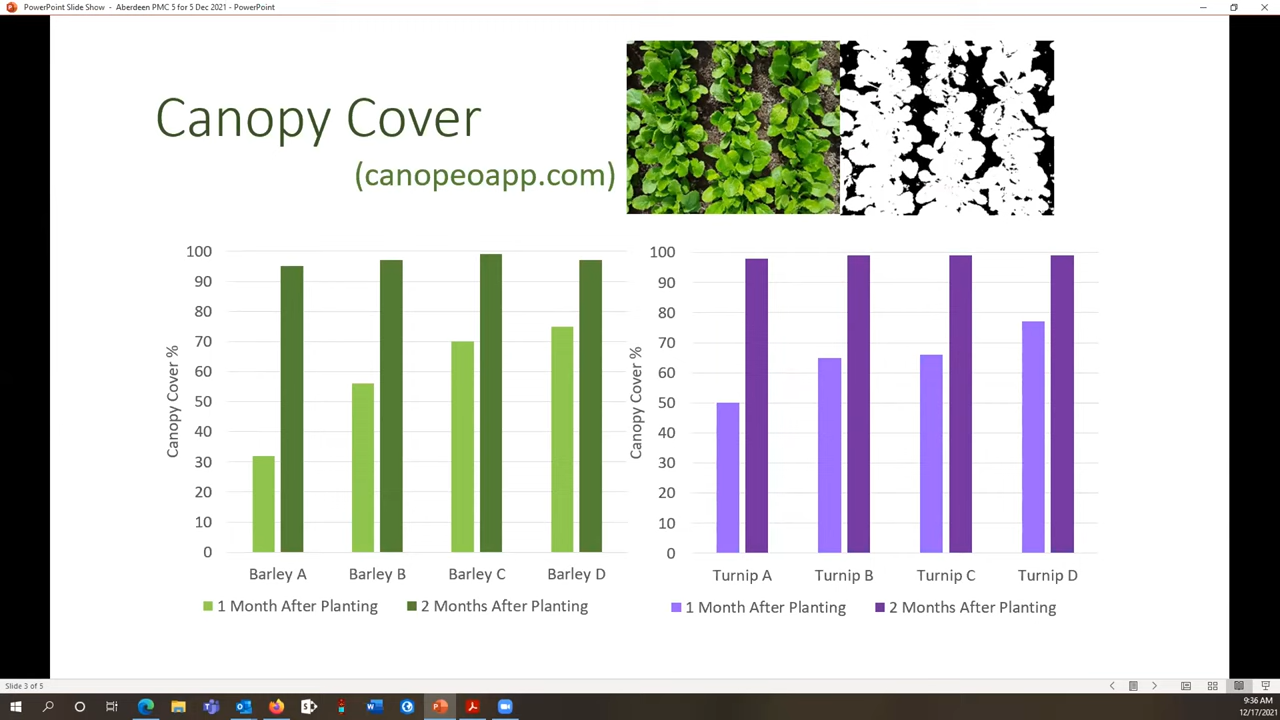 PowerPoint Slide Show - Aberdeen PMC 5 for 5 Dec 2021 - PowerPoint
Canopy Cover
(canopeoapp.com)
Canopy Cover %
100
90
80
70
60
50
40
30
20
10
0
Barley A Barley B Barley C Barley D
1 Month After Planting 2 Months After Planting
Canopy Cover %
100
90
80
70
60
50
40
30
20
10
0
Turnip A Turnip B Turnip C Turnip D
1 Month After Planting 2 Months After Planting
Slide 3 of 5
9:36 AM
12/17/2021